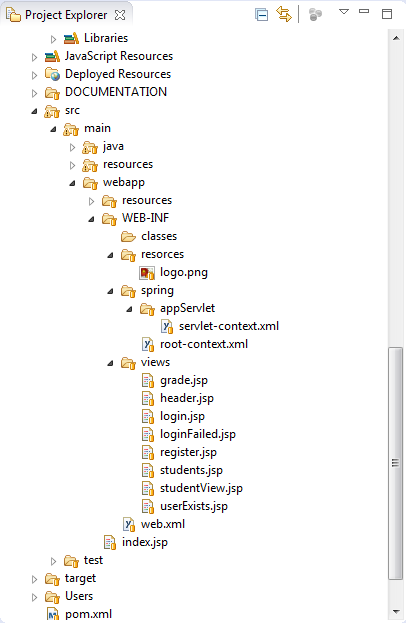 Project Explorer
Libraries
JavaScript Resources
Deployed Resources
DOCUMENTATION
src
main
java
resources
webapp
resources
WEB-INF
classes
resorces
logo.png
spring
appServlet
servlet-context.xml
root-context.xml
views
grade.jsp
header.jsp
login.jsp
loginFailed.jsp
register.jsp
students.jsp
studentView.jsp
userExists.jsp
web.xml
index.jsp
test
target
Users
pom.xml